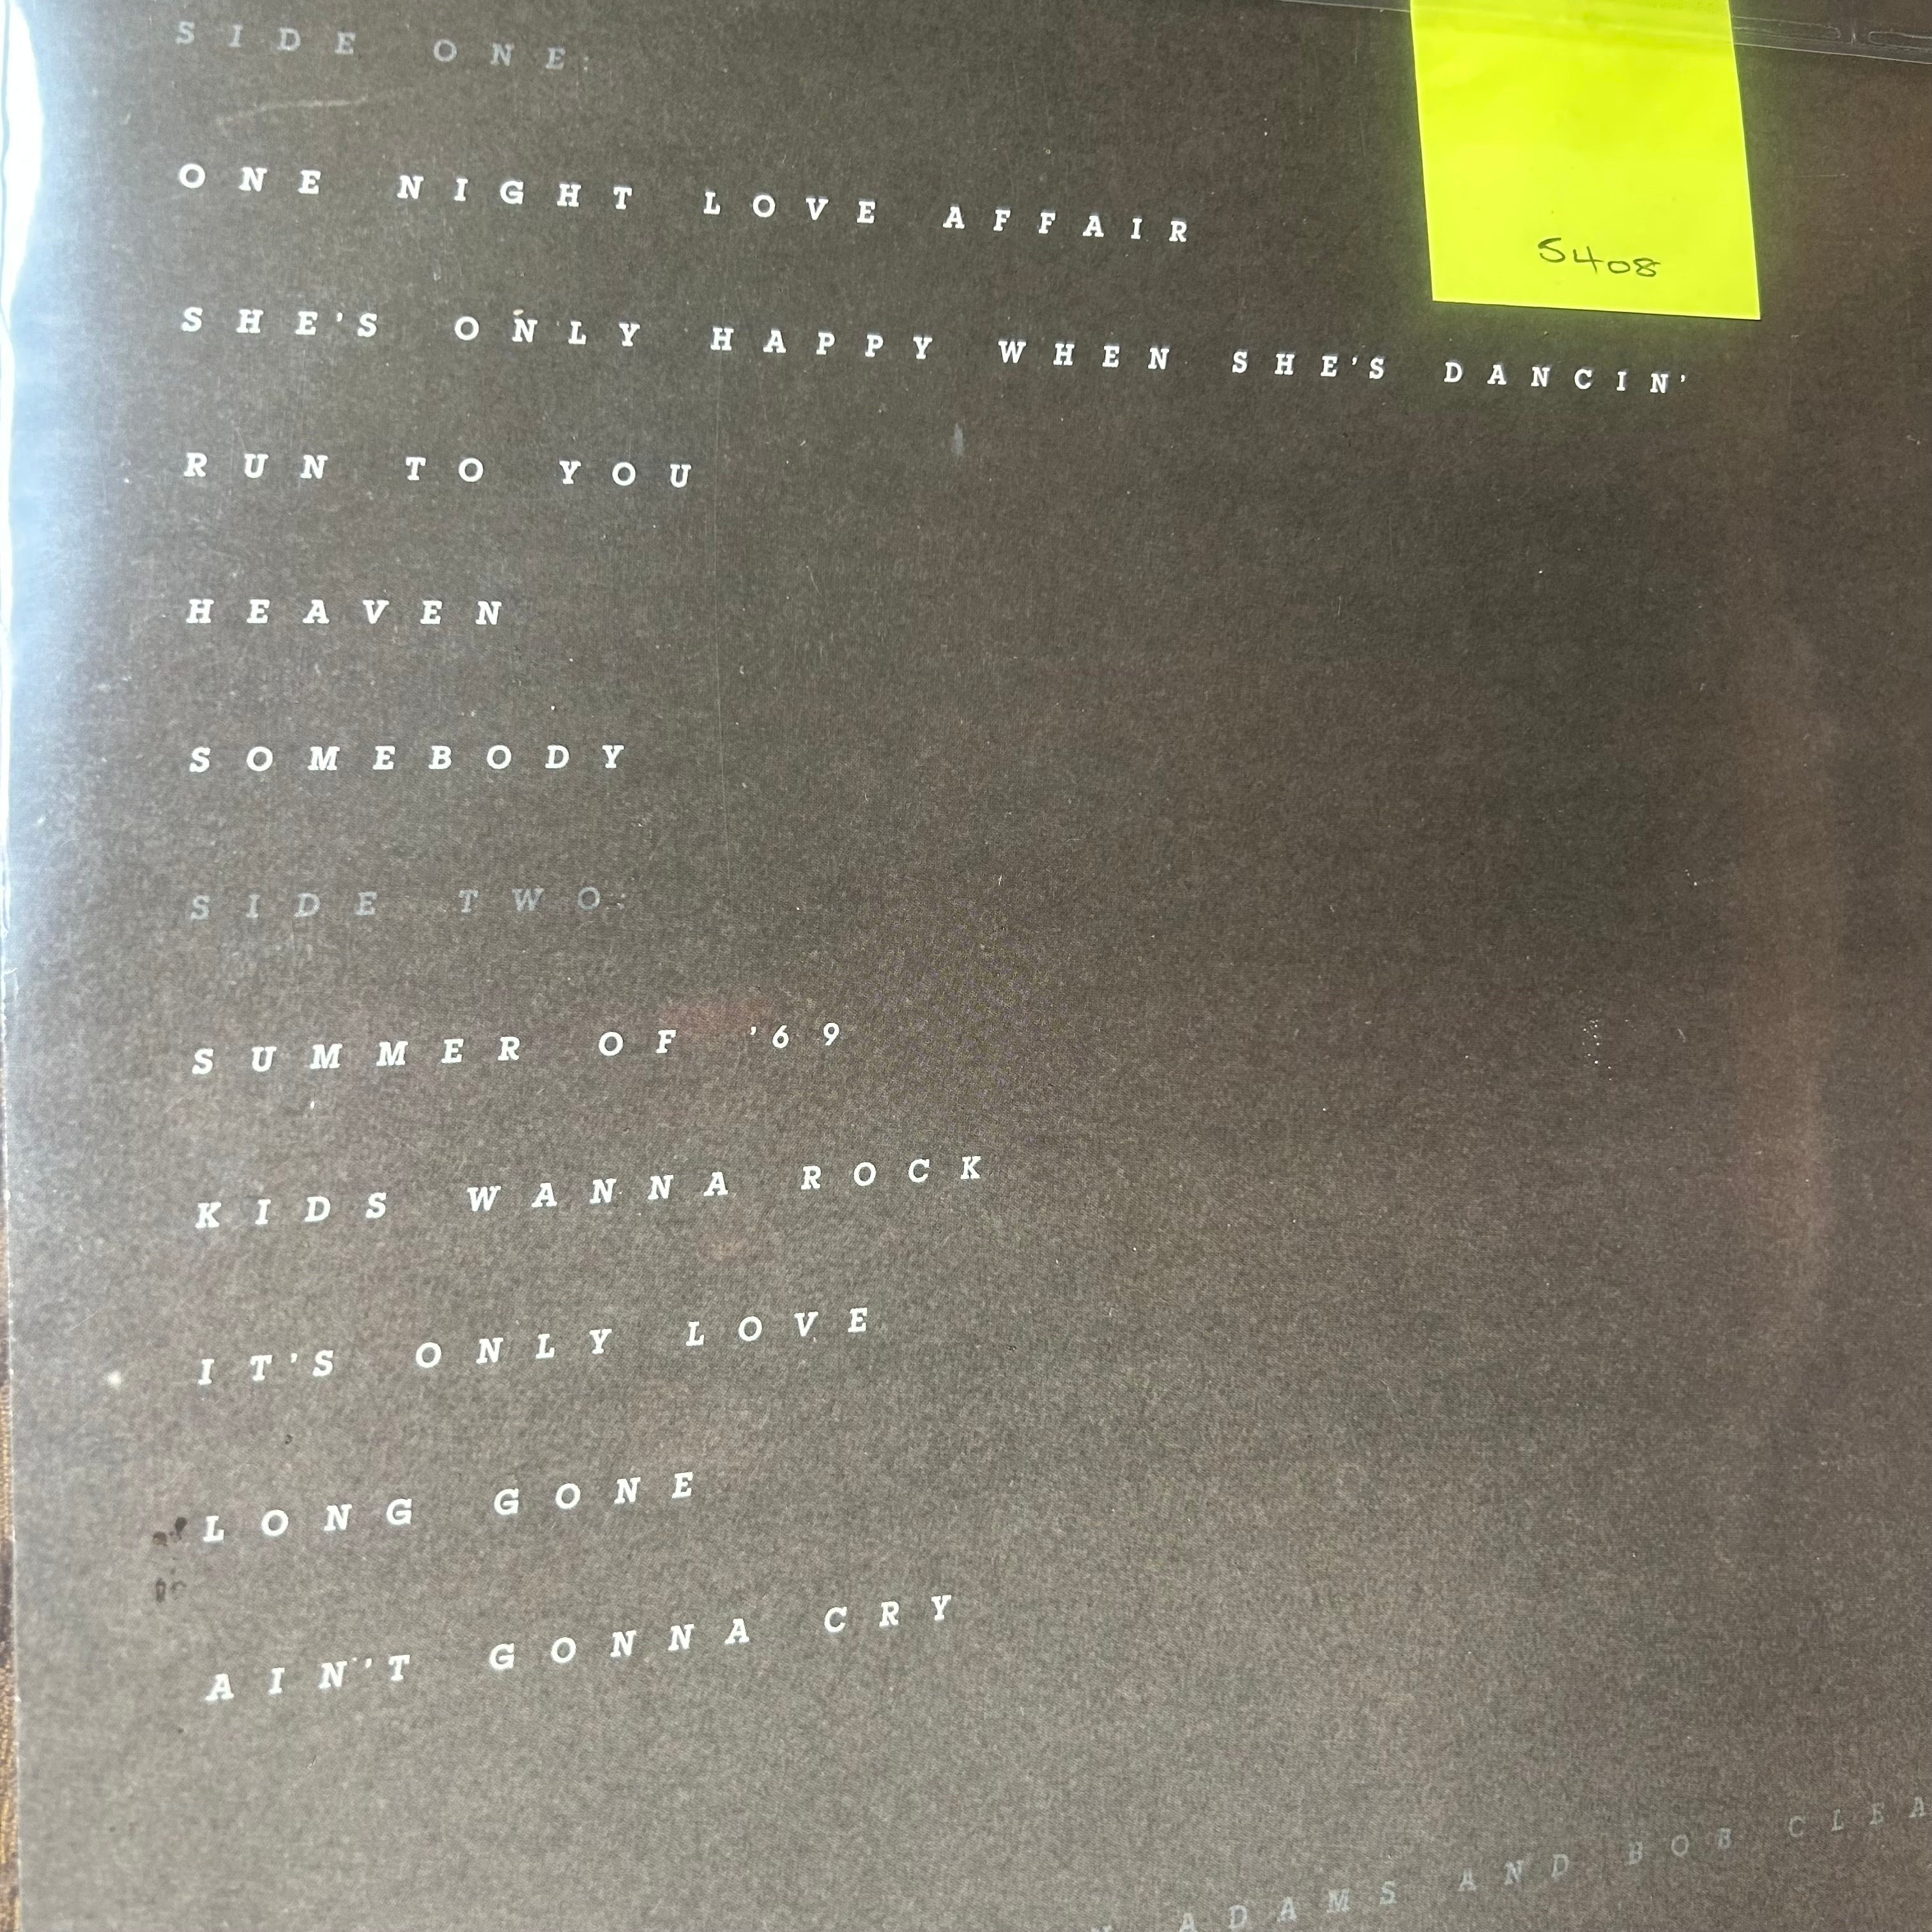 SIDE ONE:
5408
ONE NIGHT LOVE AFFAIR
SHE'S ONLY HAPPY WHEN SHE'S DANCIN'
RUN TO YOU
HEAVEN
SOMEBODY
SIDE TWO:
SUMMER OF '69
KIDS WANNA ROCK
IT'S ONLY LOVE
LONG GONE
AIN'T GONNA CRY
ADAMS AND BOB